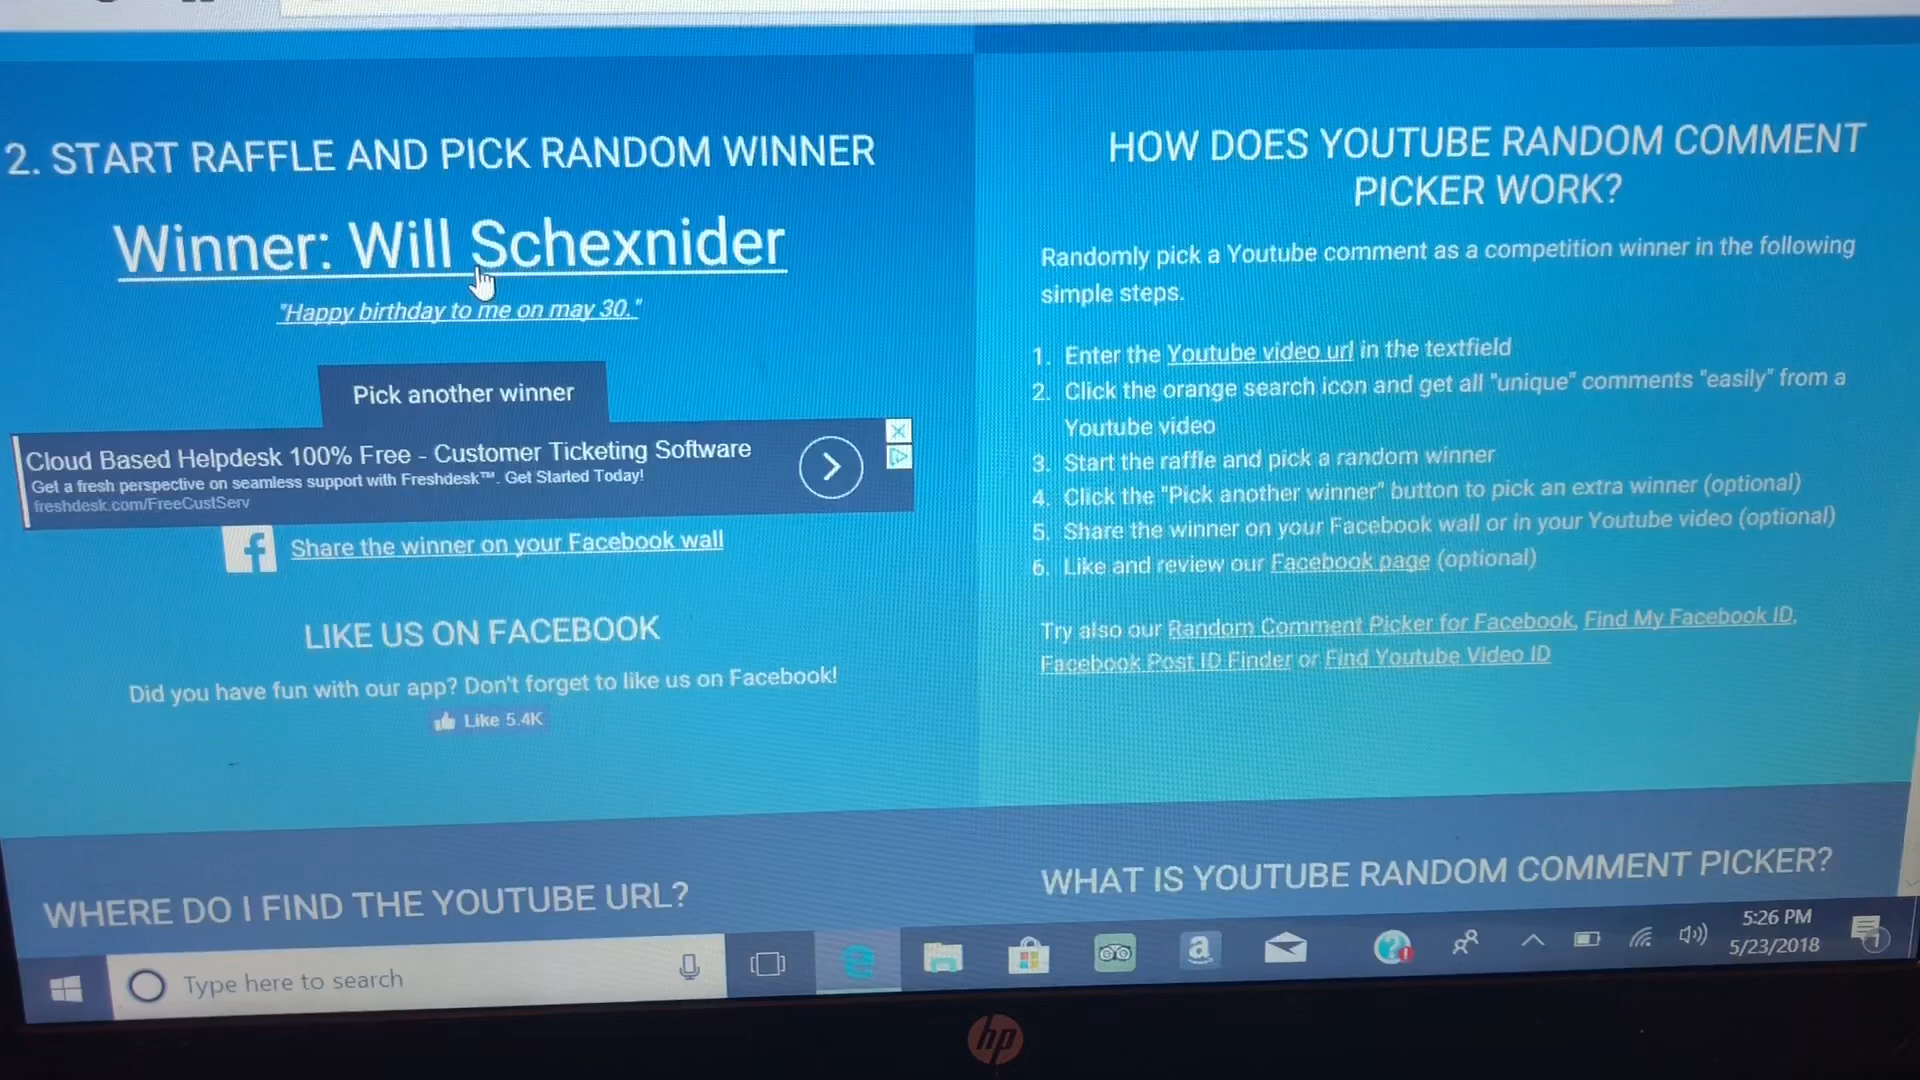 2. START RAFFLE AND PICK RANDOM WINNER
Winner: Will Schexnider
"Happy birthday to me on may 30."
Pick another winner
Cloud Based Helpdesk 100% Free - Customer Ticketing Software
Get a fresh perspective on seamless support with Freshdesk™. Get Started Today!
freshdesk.com/FreeCustServ
Share the winner on your Facebook wall
LIKE US ON FACEBOOK
Did you have fun with our app? Don't forget to like us on Facebook!
Like 5.4K
HOW DOES YOUTUBE RANDOM COMMENT
PICKER WORK?
Randomly pick a Youtube comment as a competition winner in the following
simple steps.
1. Enter the Youtube video url in the textfield
2. Click the orange search icon and get all "unique" comments "easily" from a
Youtube video
3. Start the raffle and pick a random winner
4. Click the "Pick another winner" button to pick an extra winner (optional)
5. Share the winner on your Facebook wall or in your Youtube video (optional)
6. Like and review our Facebook page (optional)
Try also our Random Comment Picker for Facebook, Find My Facebook ID,
Facebook Post ID Finder or Find Youtube Video ID
WHERE DO I FIND THE YOUTUBE URL?
WHAT IS YOUTUBE RANDOM COMMENT PICKER?
Type here to search
5:26 PM
5/23/2018
1
hp